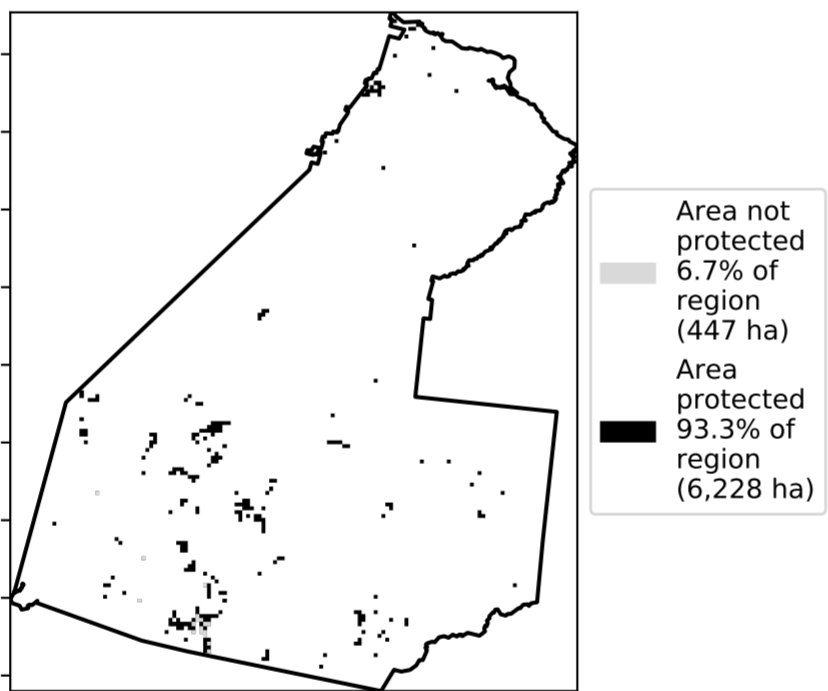 Area not
protected
6.7% of
region
(447 ha)
Area
protected
93.3% of
region
(6,228 ha)